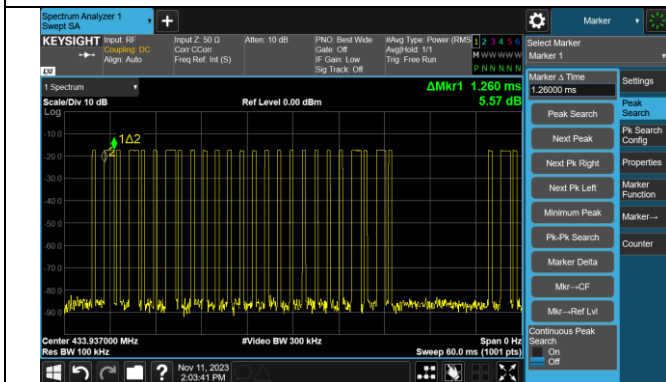 Spectrum Analyzer 1
Swept SA
Marker
KEYSIGHT
Input: RF
Coupling: DC
Align: Auto
Input Z: 50 Ω
Corr CCorr
Freq Ref: Int (S)
Atten: 10 dB
PNO: Best Wide
Gate: Off
IF Gain: Low
Sig Track: Off
#Avg Type: Power (RMS
Avg|Hold: 1/1
Trig: Free Run
1 2 3 4 5 6
M W W W W W
P N N N N N
Select Marker
Marker 1
LXI
1 Spectrum
ΔMkr1 1.260 ms
5.57 dB
Scale/Div 10 dB
Ref Level 0.00 dBm
Log
-10.0
-20.0
-30.0
-40.0
-50.0
-60.0
-70.0
-80.0
-90.0
1Δ2
2
Marker Δ Time
1.26000 ms
Peak Search
Next Peak
Next Pk Right
Next Pk Left
Minimum Peak
Pk-Pk Search
Marker Delta
Mkr→CF
Mkr→Ref Lvl
Continuous Peak
Search
On
Off
Settings
Peak
Search
Pk Search
Config
Properties
Marker
Function
Marker→
Counter
Center 433.937000 MHz
Res BW 100 kHz
#Video BW 300 kHz
Span 0 Hz
Sweep 60.0 ms (1001 pts)
Nov 11, 2023
2:03:41 PM